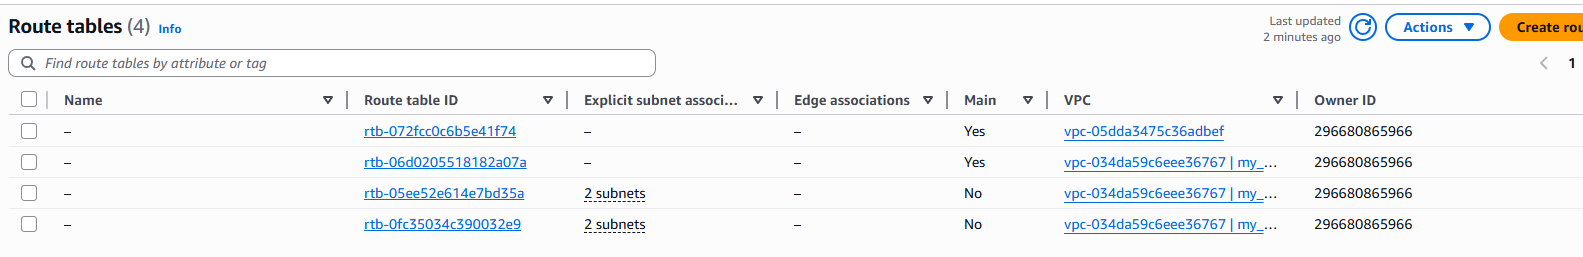 Route tables (4) Info
Last updated
2 minutes ago
Actions
Create rou
Find route tables by attribute or tag
1
Name Route table ID Explicit subnet associ... Edge associations Main VPC Owner ID
– rtb-072fcc0c6b5e41f74 – – Yes vpc-05dda3475c36adbef 296680865966
– rtb-06d0205518182a07a – – Yes vpc-034da59c6eee36767 | my_... 296680865966
– rtb-05ee52e614e7bd35a 2 subnets – No vpc-034da59c6eee36767 | my_... 296680865966
– rtb-0fc35034c390032e9 2 subnets – No vpc-034da59c6eee36767 | my_... 296680865966